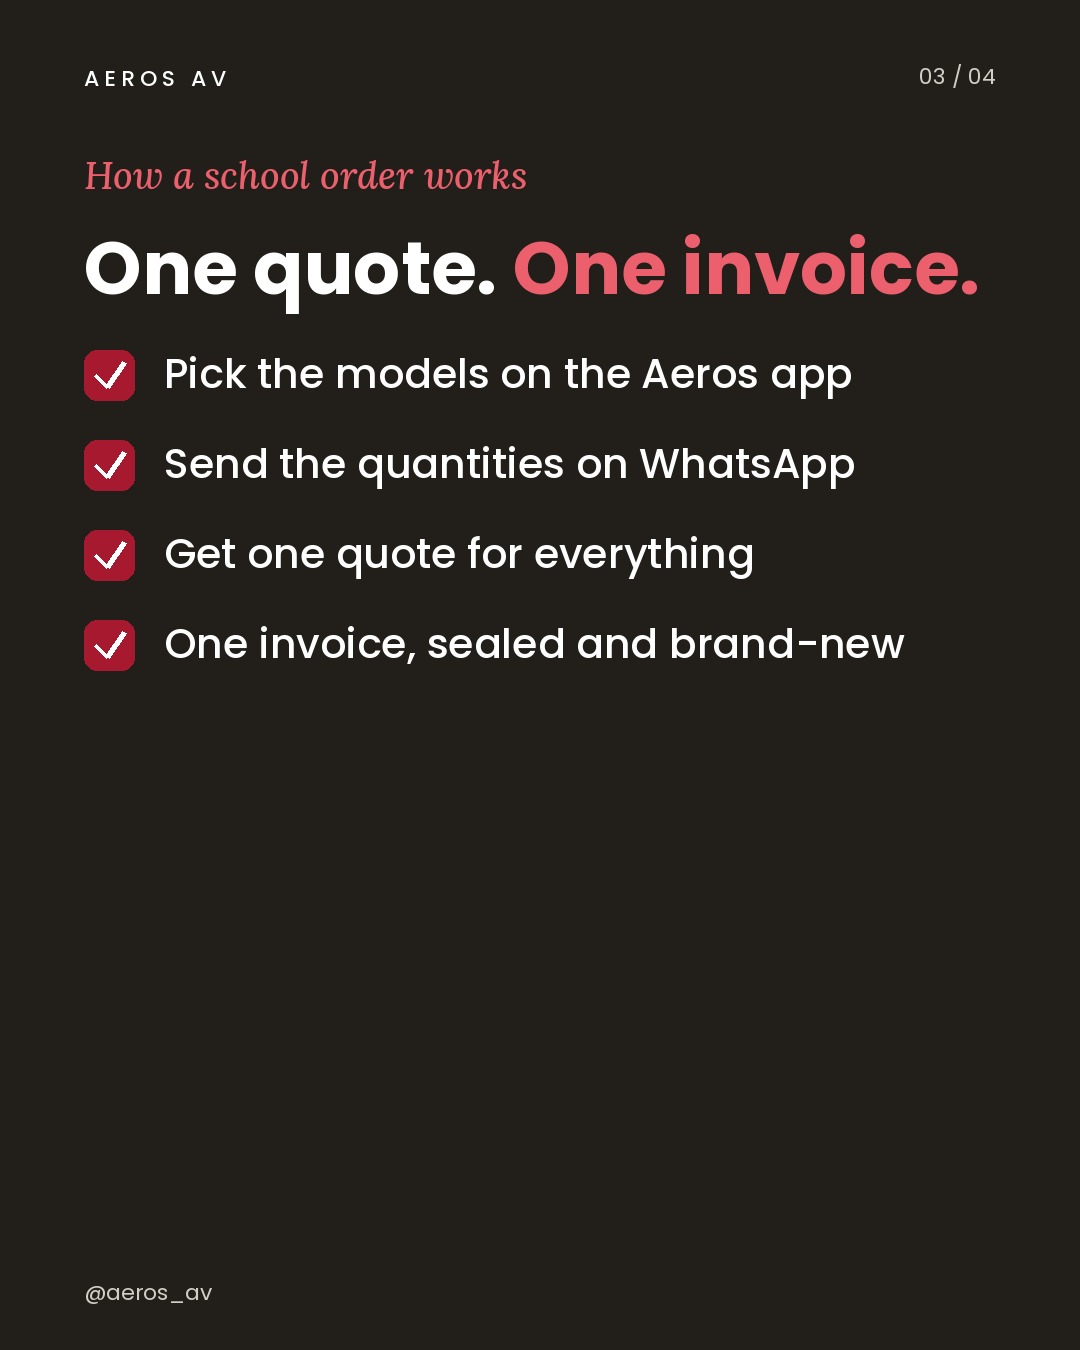 AEROS AV
03 / 04
How a school order works
One quote. One invoice.
Pick the models on the Aeros app
Send the quantities on WhatsApp
Get one quote for everything
One invoice, sealed and brand-new
@aeros_av